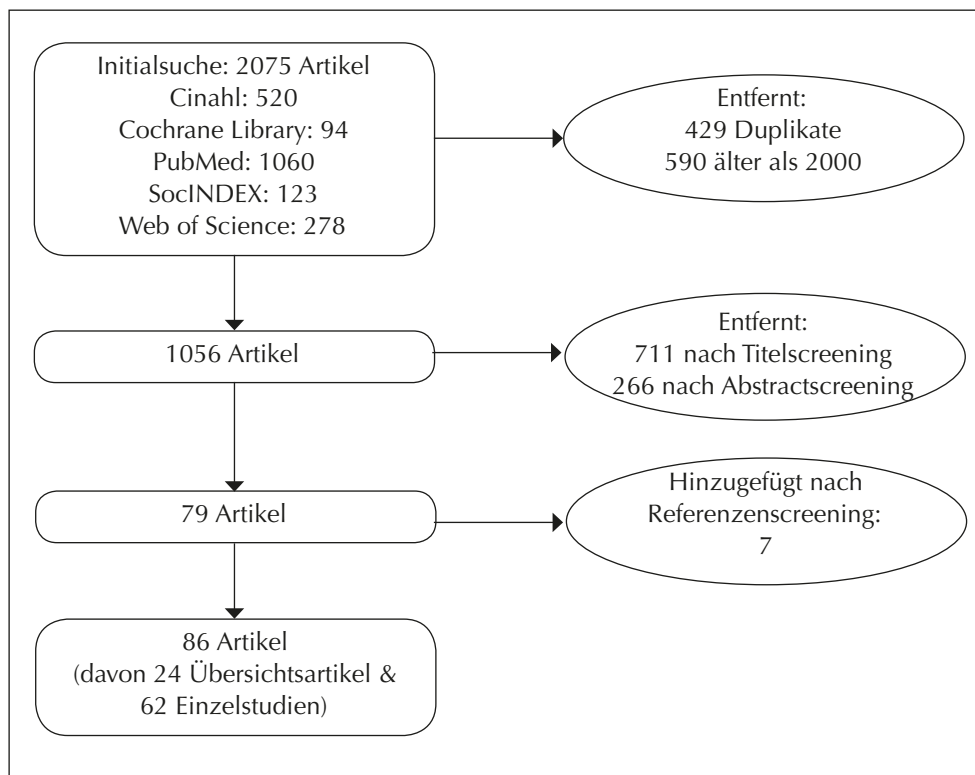 Initialsuche: 2075 Artikel
Cinahl: 520
Cochrane Library: 94
PubMed: 1060
SocINDEX: 123
Web of Science: 278
Entfernt:
429 Duplikate
590 älter als 2000
1056 Artikel
Entfernt:
711 nach Titelscreening
266 nach Abstractscreening
79 Artikel
Hinzugefügt nach
Referenzenscreening:
7
86 Artikel
(davon 24 Übersichtsartikel &
62 Einzelstudien)